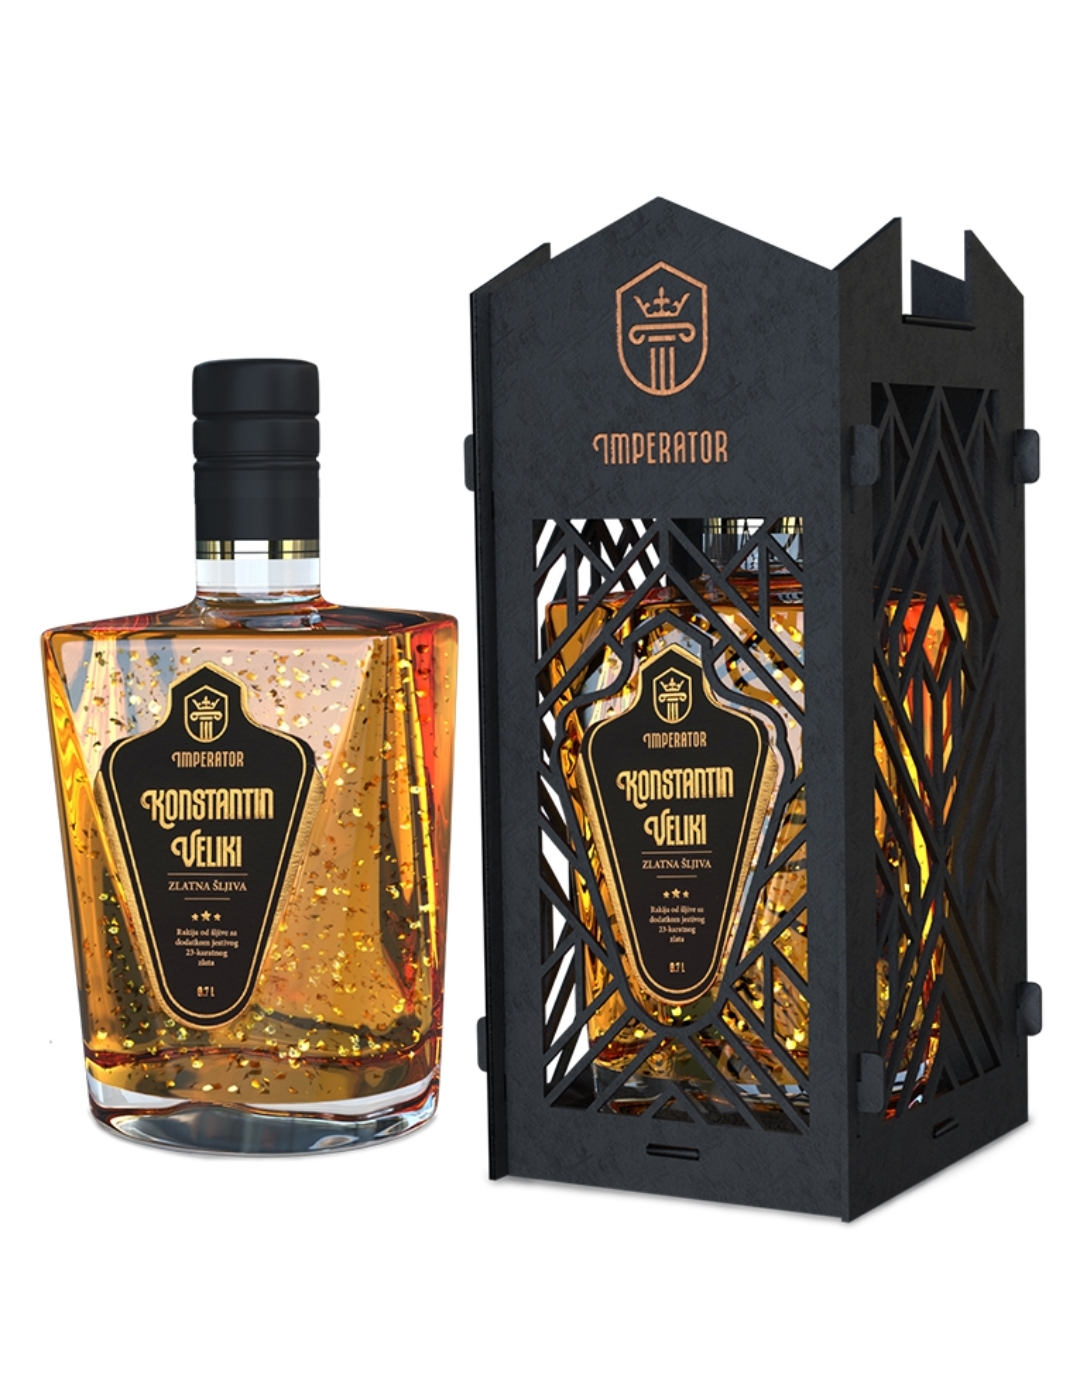 IMPERATOR
KONSTANTIN
VELIKI
ZLATNA ŠLJIVA
Rakija od šljive sa
dodatkom jestivog
23-karatnog
zlata
0.7 L
IMPERATOR
IMPERATOR
KONSTANTIN
VELIKI
ZLATNA ŠLJIVA
Rakija od šljive sa
dodatkom jestivog
23-karatnog
zlata
0.7 L